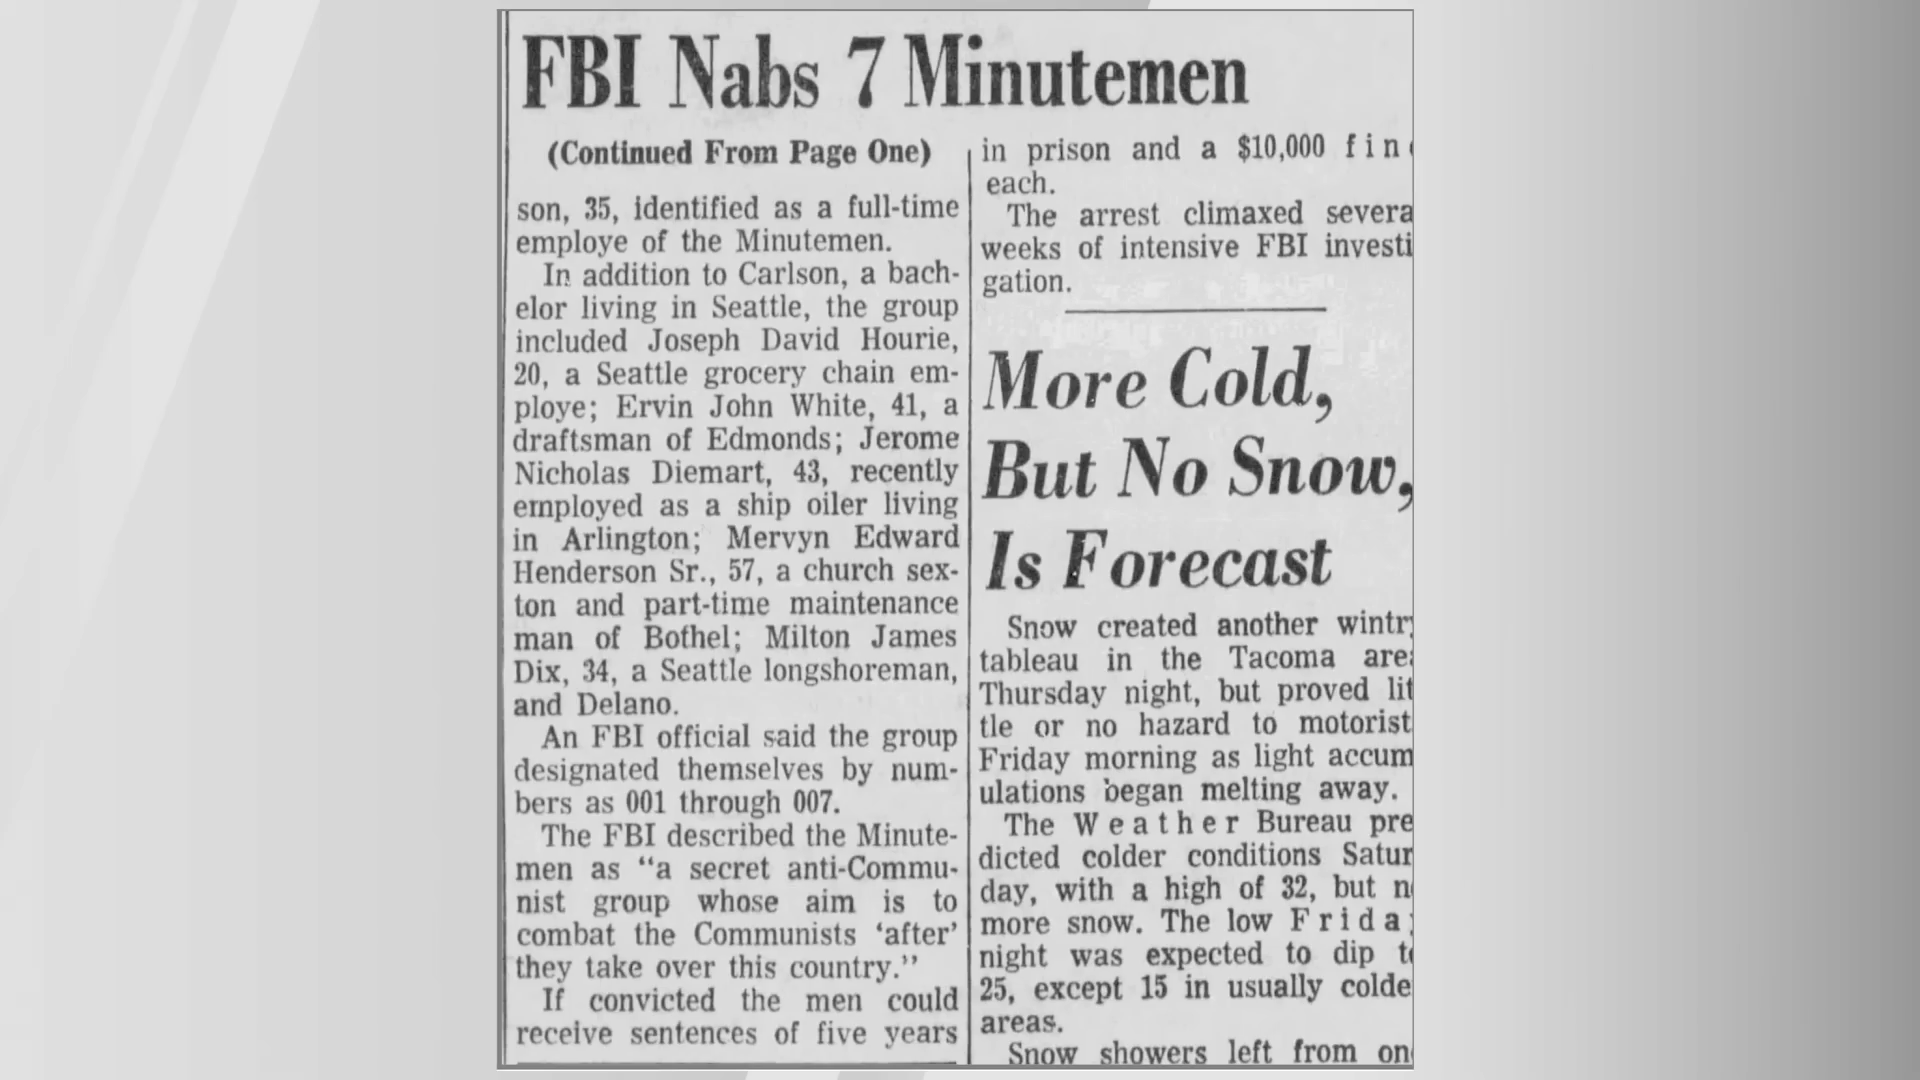 FBI Nabs 7 Minutemen
(Continued From Page One)
son, 35, identified as a full-time
employe of the Minutemen.
In addition to Carlson, a bach-
elor living in Seattle, the group
included Joseph David Hourie,
20, a Seattle grocery chain em-
ploye; Ervin John White, 41, a
draftsman of Edmonds; Jerome
Nicholas Diemart, 43, recently
employed as a ship oiler living
in Arlington; Mervyn Edward
Henderson Sr., 57, a church sex-
ton and part-time maintenance
man of Bothel; Milton James
Dix, 34, a Seattle longshoreman,
and Delano.
An FBI official said the group
designated themselves by num-
bers as 001 through 007.
The FBI described the Minute-
men as “a secret anti-Commu-
nist group whose aim is to
combat the Communists ‘after’
they take over this country.”
If convicted the men could
receive sentences of five years
in prison and a $10,000 fin
each.
The arrest climaxed severa
weeks of intensive FBI investi
gation.
More Cold,
But No Snow,
Is Forecast
Snow created another wintr
tableau in the Tacoma are
Thursday night, but proved lit
tle or no hazard to motorist
Friday morning as light accum
ulations began melting away.
The Weather Bureau pre
dicted colder conditions Satur
day, with a high of 32, but n
more snow. The low Frida
night was expected to dip t
25, except 15 in usually colde
areas.
Snow showers left from on